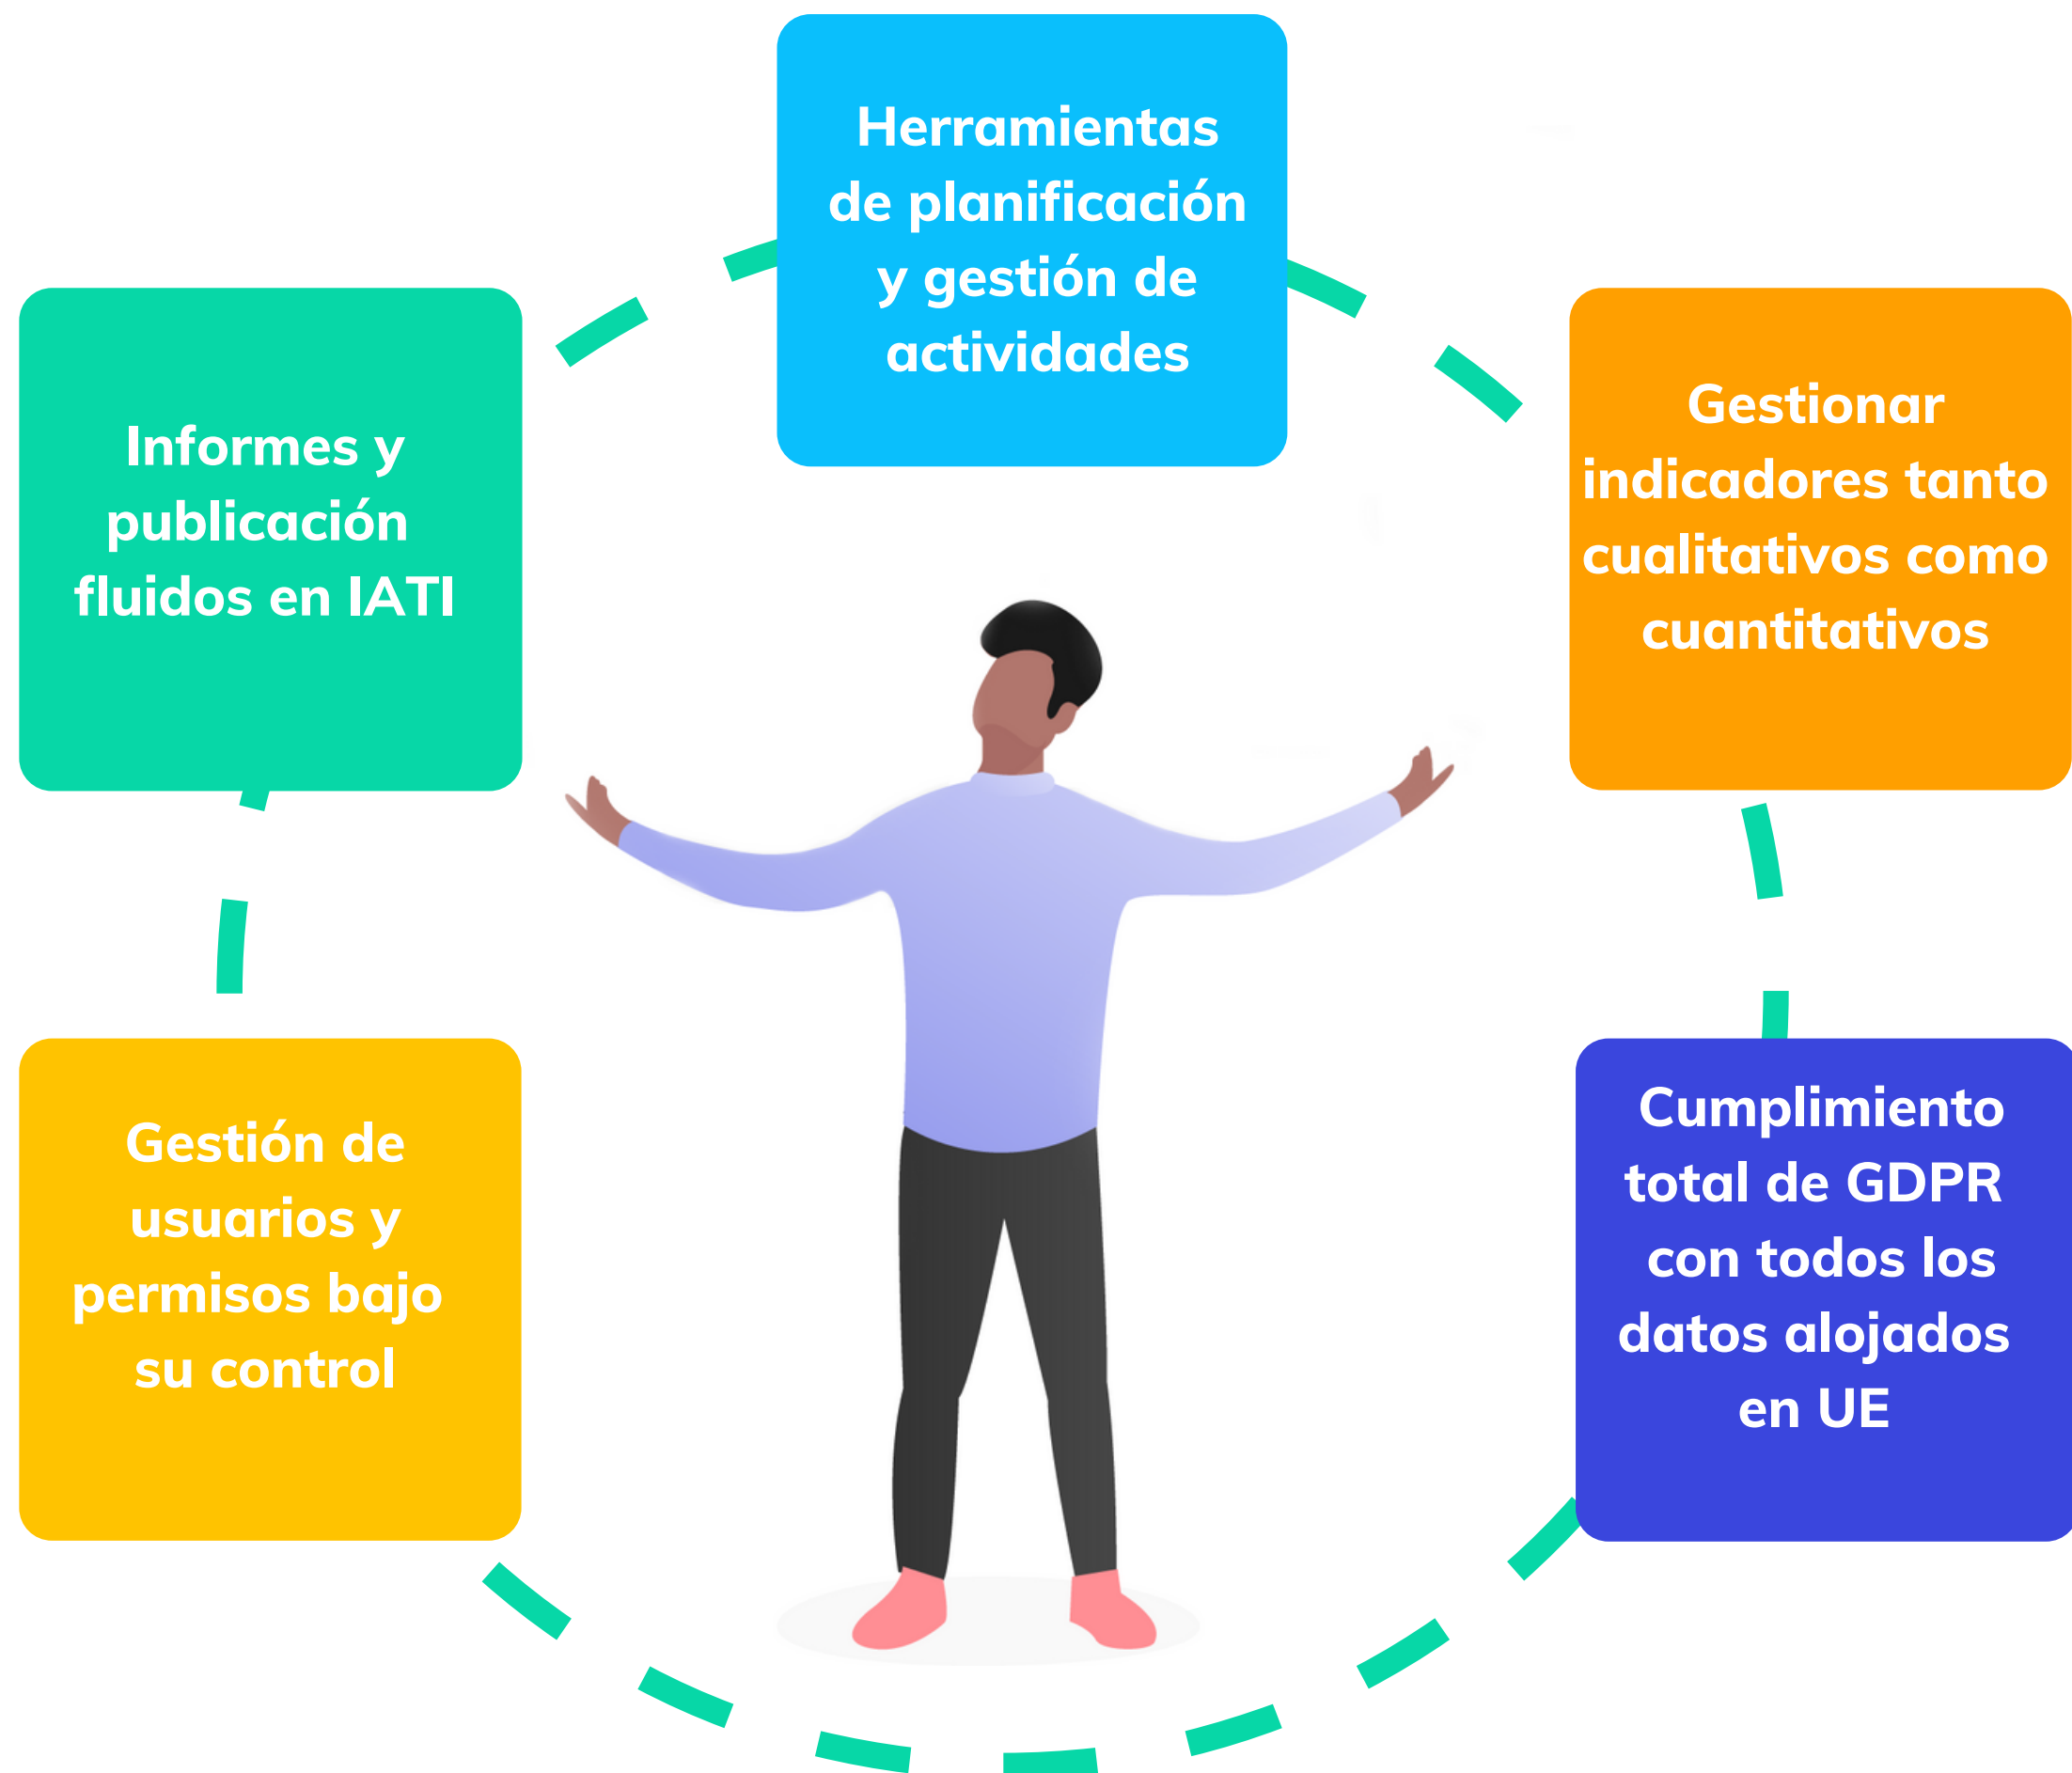 Herramientas
de planificación
y gestión de
actividades
Informes y
publicación
fluidos en IATI
Gestionar
indicadores tanto
cualitativos como
cuantitativos
Gestión de
usuarios y
permisos bajo
su control
Cumplimiento
total de GDPR
con todos los
datos alojados
en UE